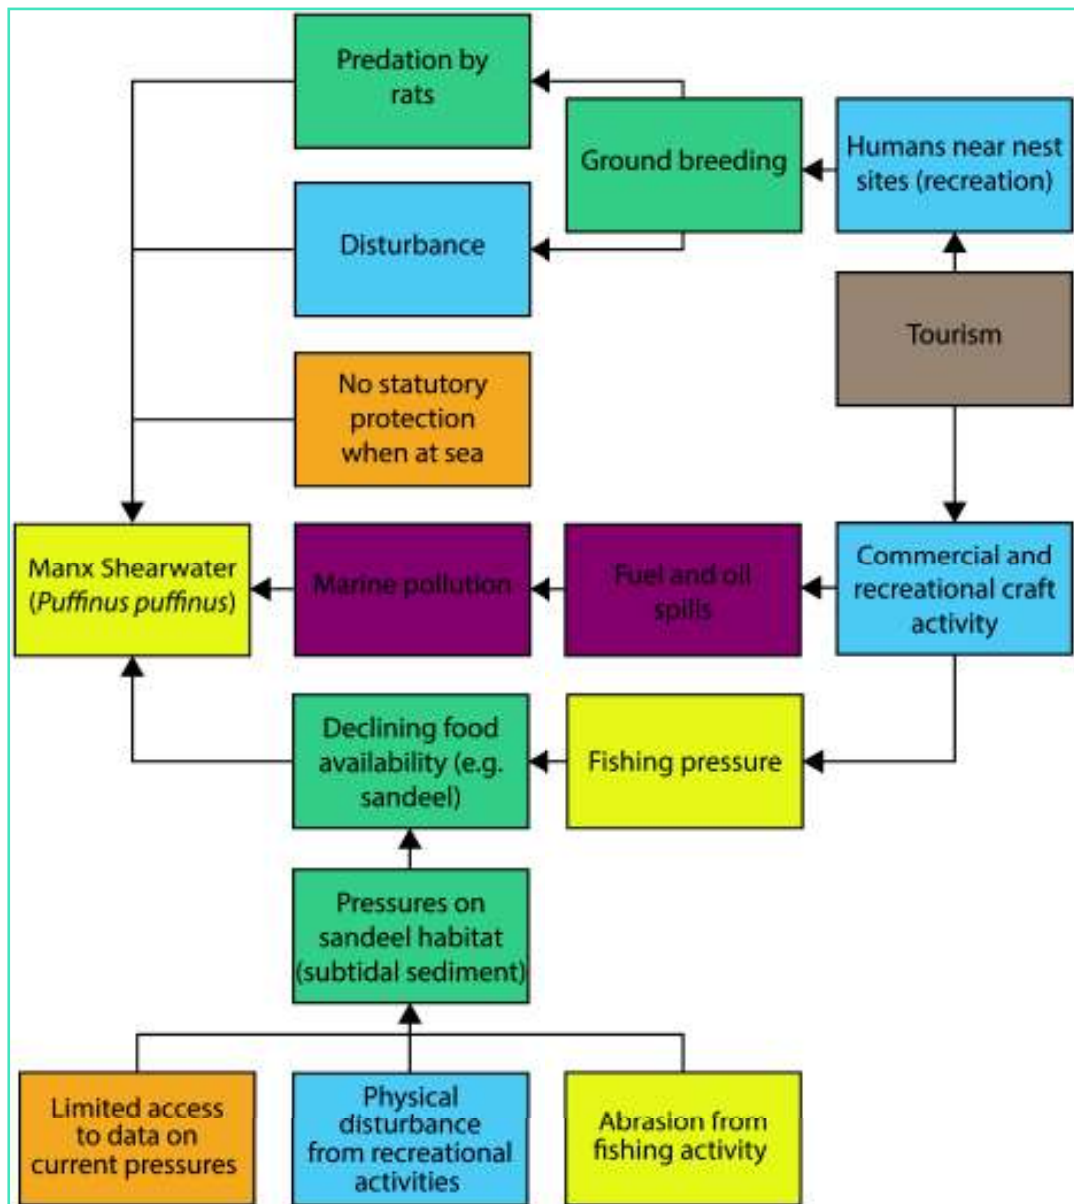 Predation by
rats
Ground breeding
Humans near nest
sites (recreation)
Disturbance
Tourism
No statutory
protection
when at sea
Manx Shearwater
(Puffinus puffinus)
Marine pollution
Fuel and oil
spills
Commercial and
recreational craft
activity
Declining food
availability (e.g.
sandeel)
Fishing pressure
Pressures on
sandeel habitat
(subtidal sediment)
Limited access
to data on
current pressures
Physical
disturbance
from recreational
activities
Abrasion from
fishing activity